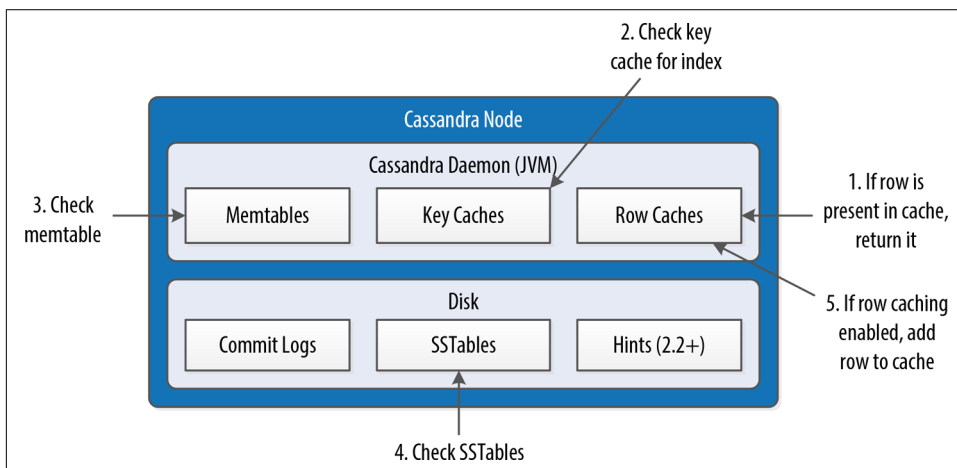 2. Check key
cache for index
Cassandra Node
Cassandra Daemon (JVM)
3. Check
memtable
Memtables
Key Caches
Row Caches
1. If row is
present in cache,
return it
Disk
Commit Logs
SSTables
Hints (2.2+)
5. If row caching
enabled, add
row to cache
4. Check SSTables